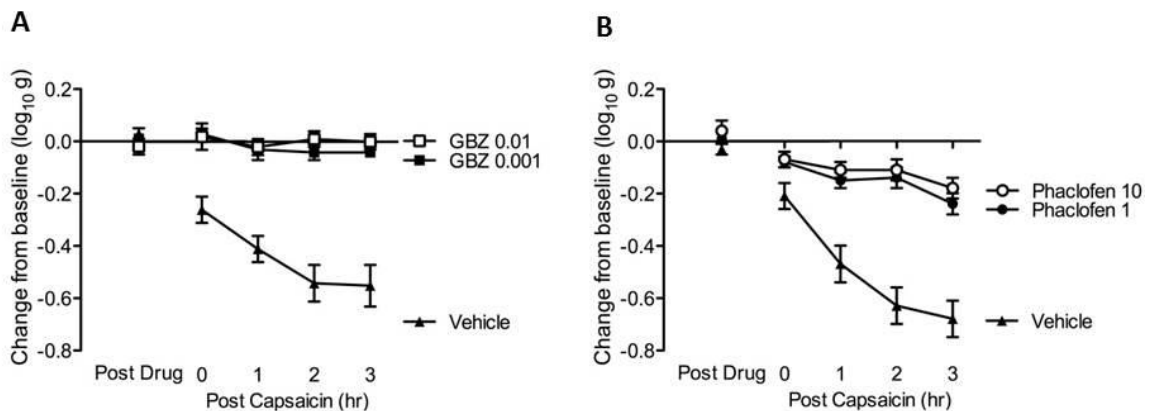 A
Change from baseline (log10 g)
0.2
0.0
-0.2
-0.4
-0.6
-0.8
GBZ 0.01
GBZ 0.001
Vehicle
Post Drug 0 1 2 3
Post Capsaicin (hr)
B
Change from baseline (log10 g)
0.2
0.0
-0.2
-0.4
-0.6
-0.8
Phaclofen 10
Phaclofen 1
Vehicle
Post Drug 0 1 2 3
Post Capsaicin (hr)